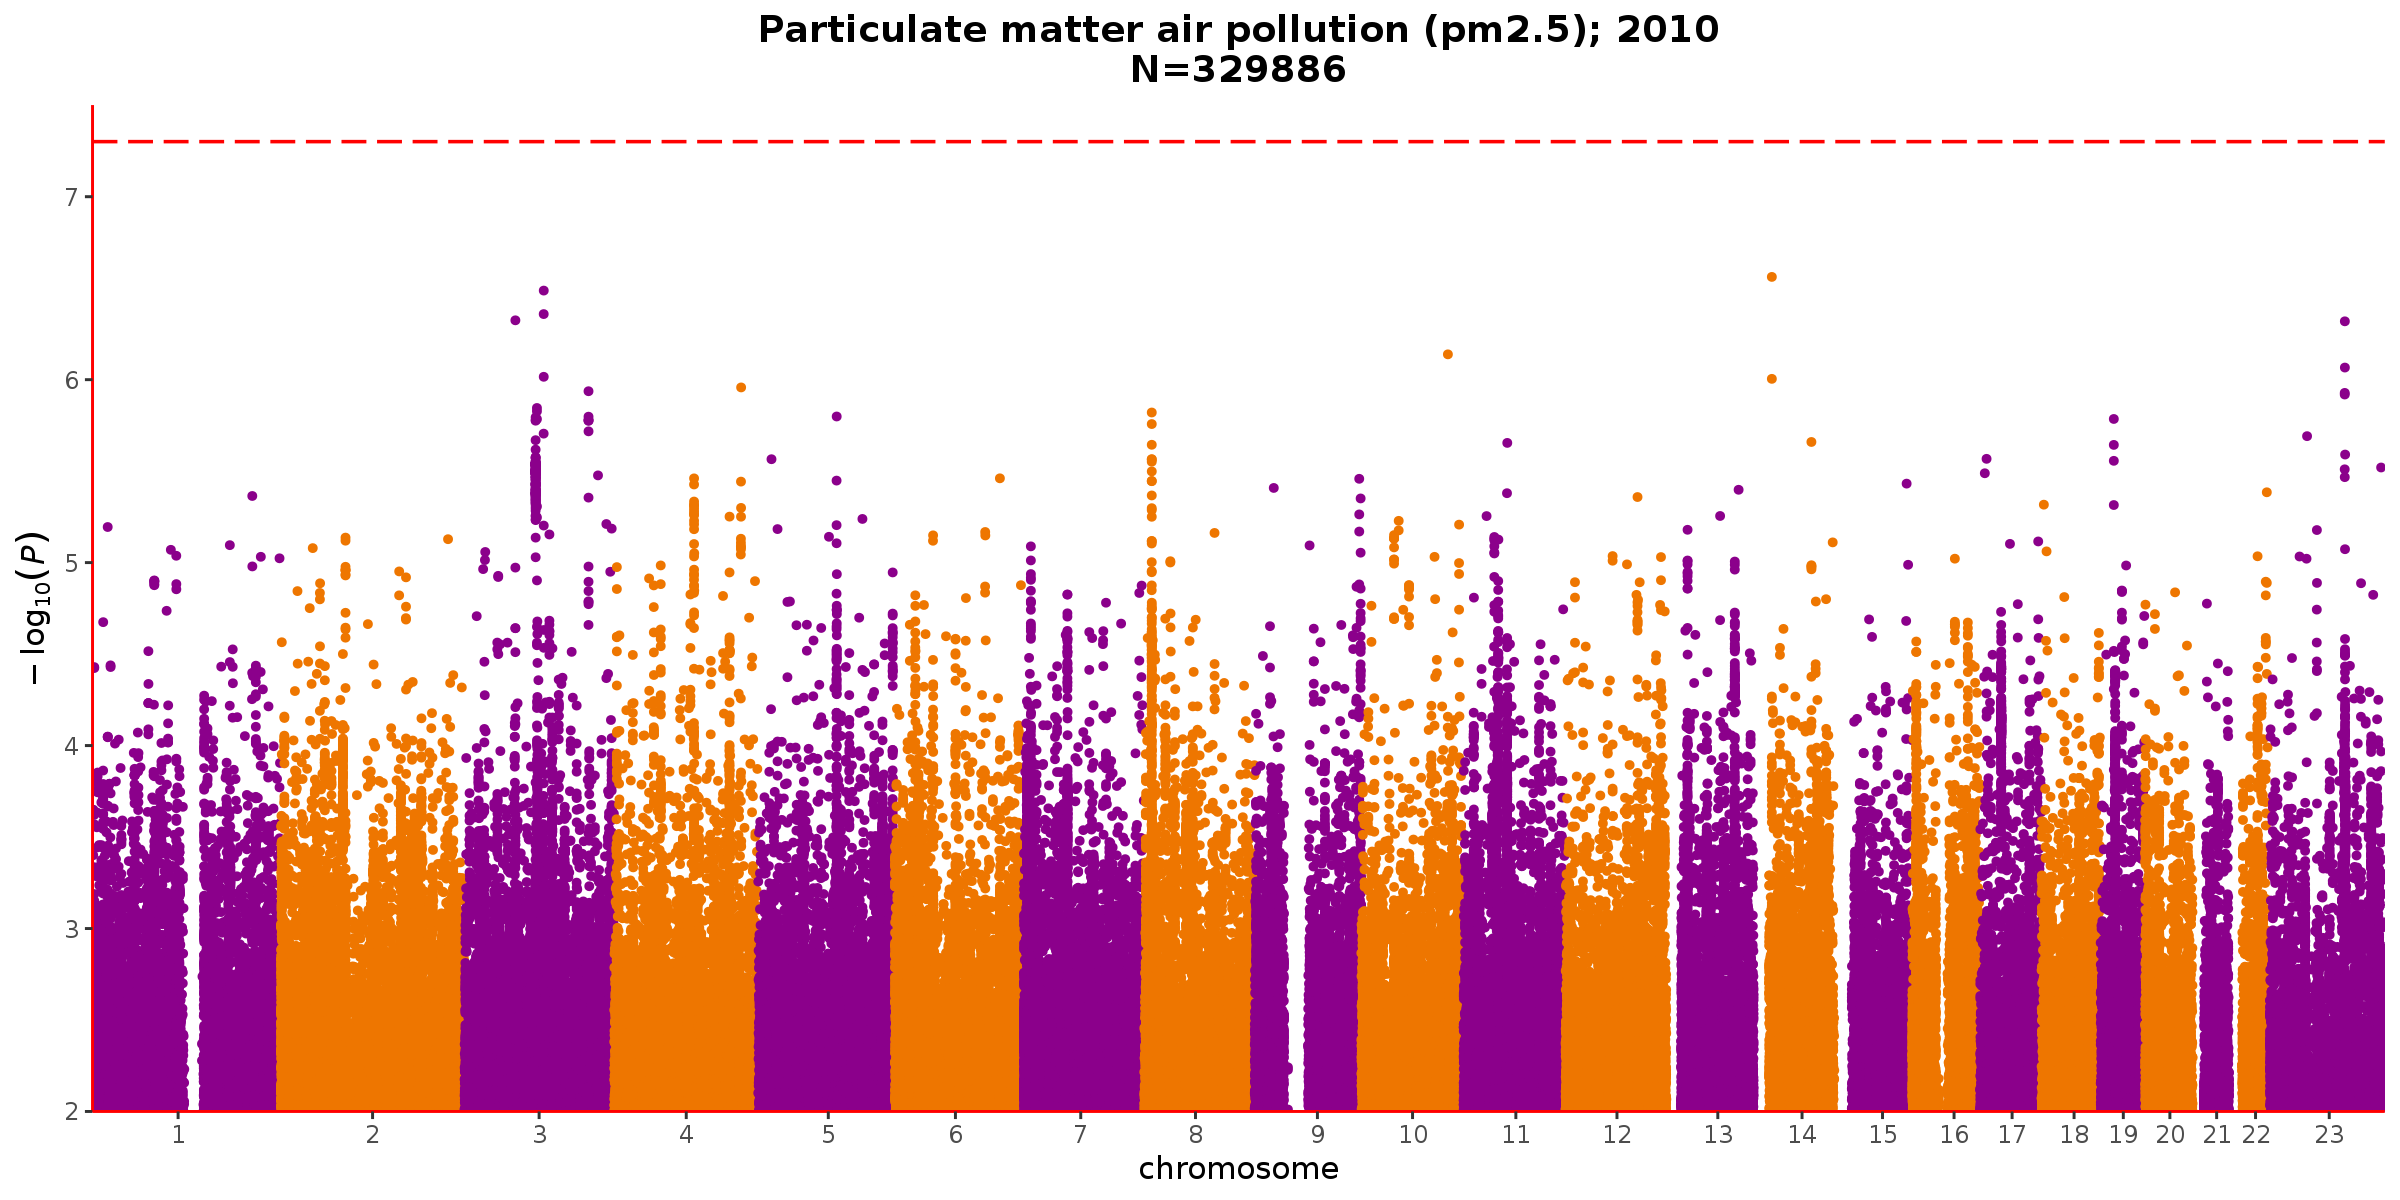 Particulate matter air pollution (pm2.5); 2010
N=329886
− log₁₀(P)
7
6
5
4
3
2
1 2 3 4 5 6 7 8 9 10 11 12 13 14 15 16 17 18 19 20 21 22 23
chromosome